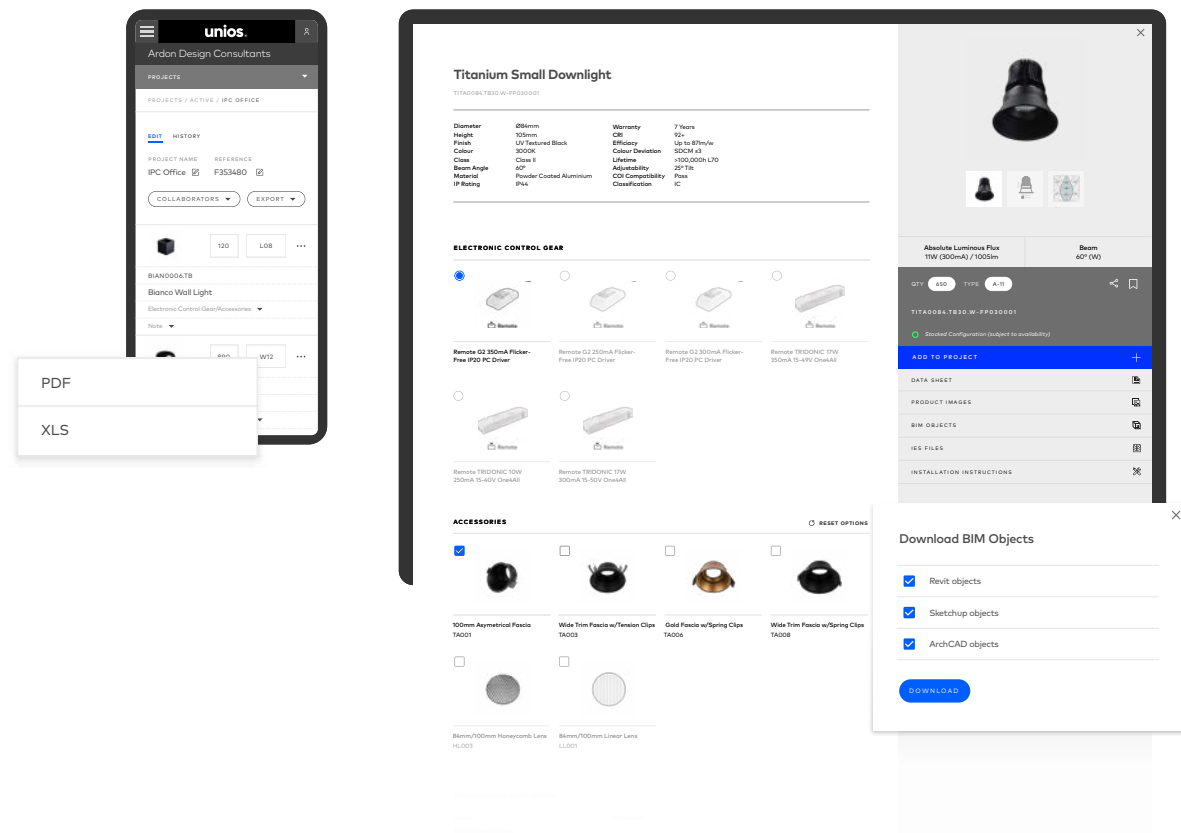 unios.
Ardon Design Consultants
PROJECTS
PROJECTS / ACTIVE / IPC OFFICE
EDIT HISTORY
PROJECT NAME REFERENCE
IPC Office F353480
COLLABORATORS EXPORT
120 L08
BIAN0006.TB
Bianco Wall Light
Electronic Control Gear/Accessories
Note
W12
PDF
XLS
Titanium Small Downlight
TITA0084.TB30.W-FP030001
Diameter Ø84mm
Height 105mm
Finish UV Textured Black
Colour 3000K
Class Class II
Beam Angle 60°
Material Powder Coated Aluminium
IP Rating IP44
Warranty 7 Years
CRI 92+
Efficiacy Up to 87lm/w
Colour Deviation SDCM ≤3
Lifetime >100,000h L70
Adjustability 25° Tilt
COI Compatibility Pass
Classification IC
ELECTRONIC CONTROL GEAR
Remote Remote Remote Remote
Remote G2 350mA Flicker-
Free IP20 PC Driver
Remote G2 250mA Flicker-
Free IP20 PC Driver
Remote G2 300mA Flicker-
Free IP20 PC Driver
Remote TRIDONIC 17W
350mA 15-49V One4All
Remote Remote
Remote TRIDONIC 10W
250mA 15-40V One4All
Remote TRIDONIC 17W
300mA 15-50V One4All
ACCESSORIES
RESET OPTIONS
100mm Asymetrical Fascia
TA001
Wide Trim Fascia w/Tension Clips
TA003
Gold Fascia w/Spring Clips
TA006
Wide Trim Fascia w/Spring Clips
TA008
84mm/100mm Honeycomb Lens
HL003
84mm/100mm Linear Lens
LL001
Absolute Luminous Flux
11W (300mA) / 1005lm
Beam
60° (W)
QTY 650 TYPE A-11
TITA0084.TB30.W-FP030001
Stocked Configuration (subject to availability)
ADD TO PROJECT
DATA SHEET
PRODUCT IMAGES
BIM OBJECTS
IES FILES
INSTALLATION INSTRUCTIONS
Download BIM Objects
Revit objects
Sketchup objects
ArchCAD objects
DOWNLOAD